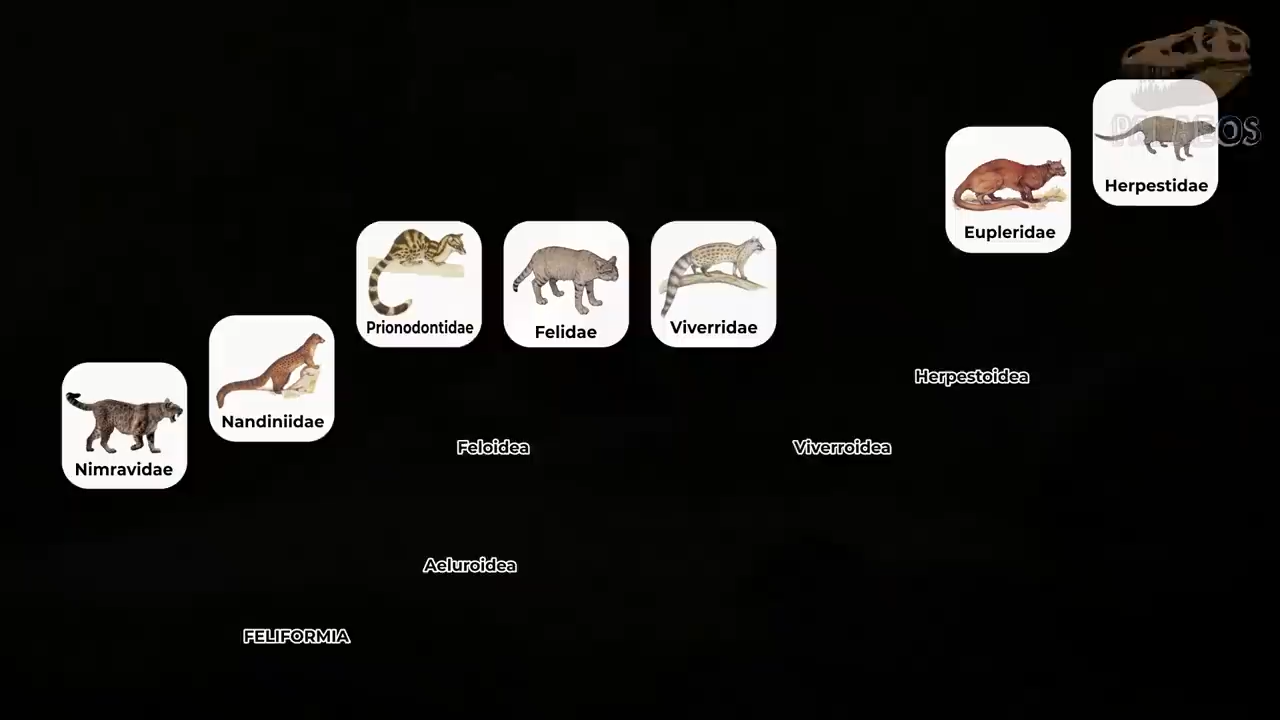 Herpestidae
Eupleridae
Prionodontidae
Felidae
Viverridae
Nandiniidae
Nimravidae
Herpestoidea
Feloidea
Viverroidea
Aeluroidea
FELIFORMIA